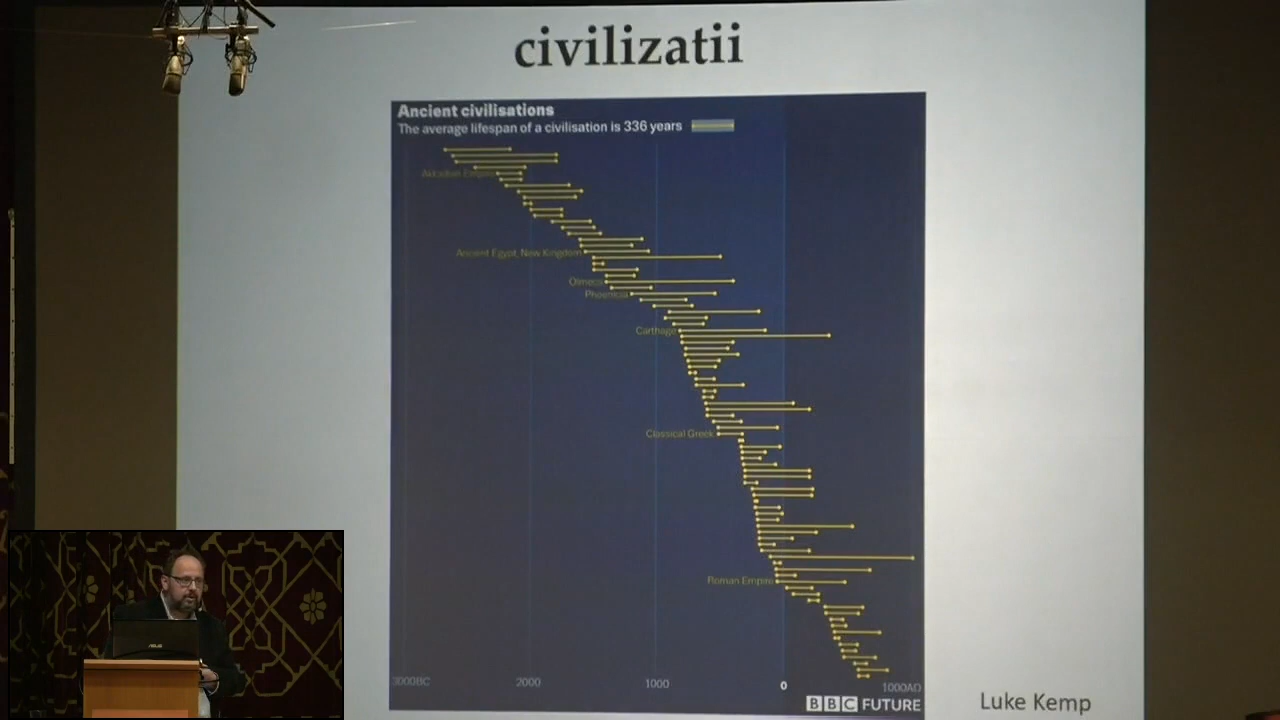 civilizatii
Ancient civilisations
The average lifespan of a civilisation is 336 years
Akkadian Empire
Ancient Egypt, New Kingdom
Olmecs
Phoenicia
Carthage
Classical Greek
Roman Empire
3000BC 2000 1000 0 1000AD
BBC FUTURE
Luke Kemp
ASUS